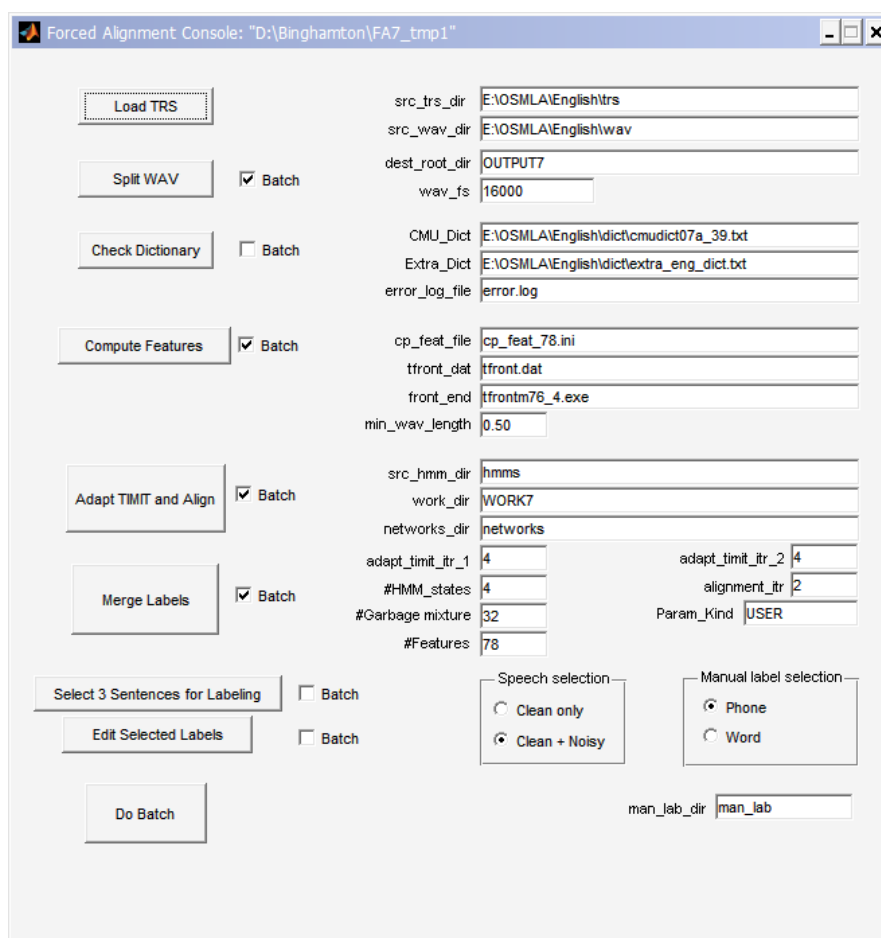 Forced Alignment Console: "D:\Binghamton\FA7_tmp1"
Load TRS
src_trs_dir E:\OSMLA\English\trs
src_wav_dir E:\OSMLA\English\wav
Split WAV Batch
dest_root_dir OUTPUT7
wav_fs 16000
Check Dictionary Batch
CMU_Dict E:\OSMLA\English\dict\cmudict07a_39.txt
Extra_Dict E:\OSMLA\English\dict\extra_eng_dict.txt
error_log_file error.log
Compute Features Batch
cp_feat_file cp_feat_78.ini
tfront_dat tfront.dat
front_end tfrontm76_4.exe
min_wav_length 0.50
Adapt TIMIT and Align Batch
src_hmm_dir hmms
work_dir WORK7
networks_dir networks
adapt_timit_itr_1 4 adapt_timit_itr_2 4
Merge Labels Batch
#HMM_states 4 alignment_itr 2
#Garbage mixture 32 Param_Kind USER
#Features 78
Select 3 Sentences for Labeling Batch
Edit Selected Labels Batch
Speech selection
Clean only
Clean + Noisy
Manual label selection
Phone
Word
Do Batch
man_lab_dir man_lab